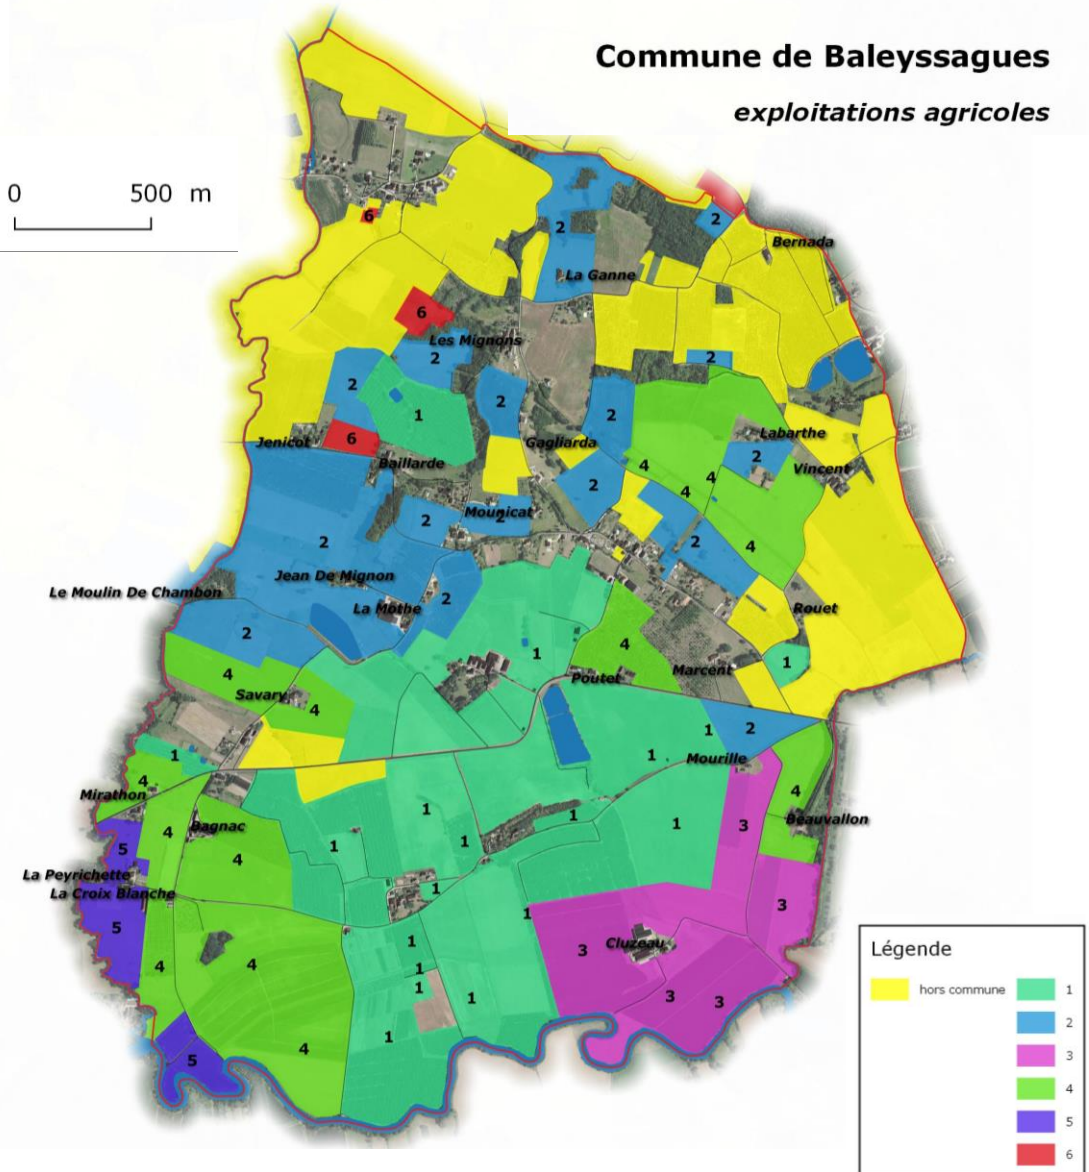 Commune de Baleyssagues
exploitations agricoles
0 500 m
6
2
2
Bernada
La Ganne
6
Les Mignons
2
2
2
2
1
2
Labarthe
Jenicot
6
Gagliarda
2
Baillarde
4
4
Vincent
2
4
Mounicat
2
2
2
2
4
Jean De Mignon
Le Moulin De Chambon
La Mothe
2
Rouet
2
4
1
1
4
Poutet
Marcent
Savary
4
1
2
1
1
Mourille
4
Mirathon
4
1
1
3
Beauvallon
Bagnac
4
1
1
1
5
4
La Peyrichette
La Croix Blanche
1
3
5
1
1
3
Cluzeau
4
4
1
1
1
3
3
1
4
5
Légende
hors commune
1
2
3
4
5
6